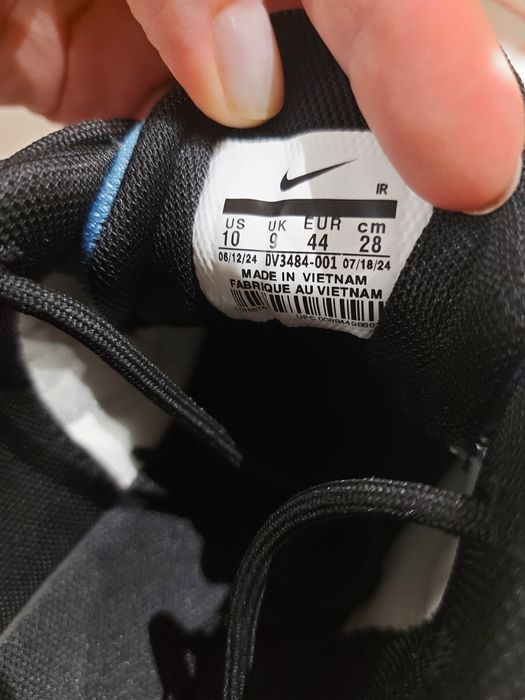 IR
US UK EUR cm
10 9 44 28
06/12/24 DV3484-001 07/18/24
MADE IN VIETNAM
FABRIQUE AU VIETNAM
UPC